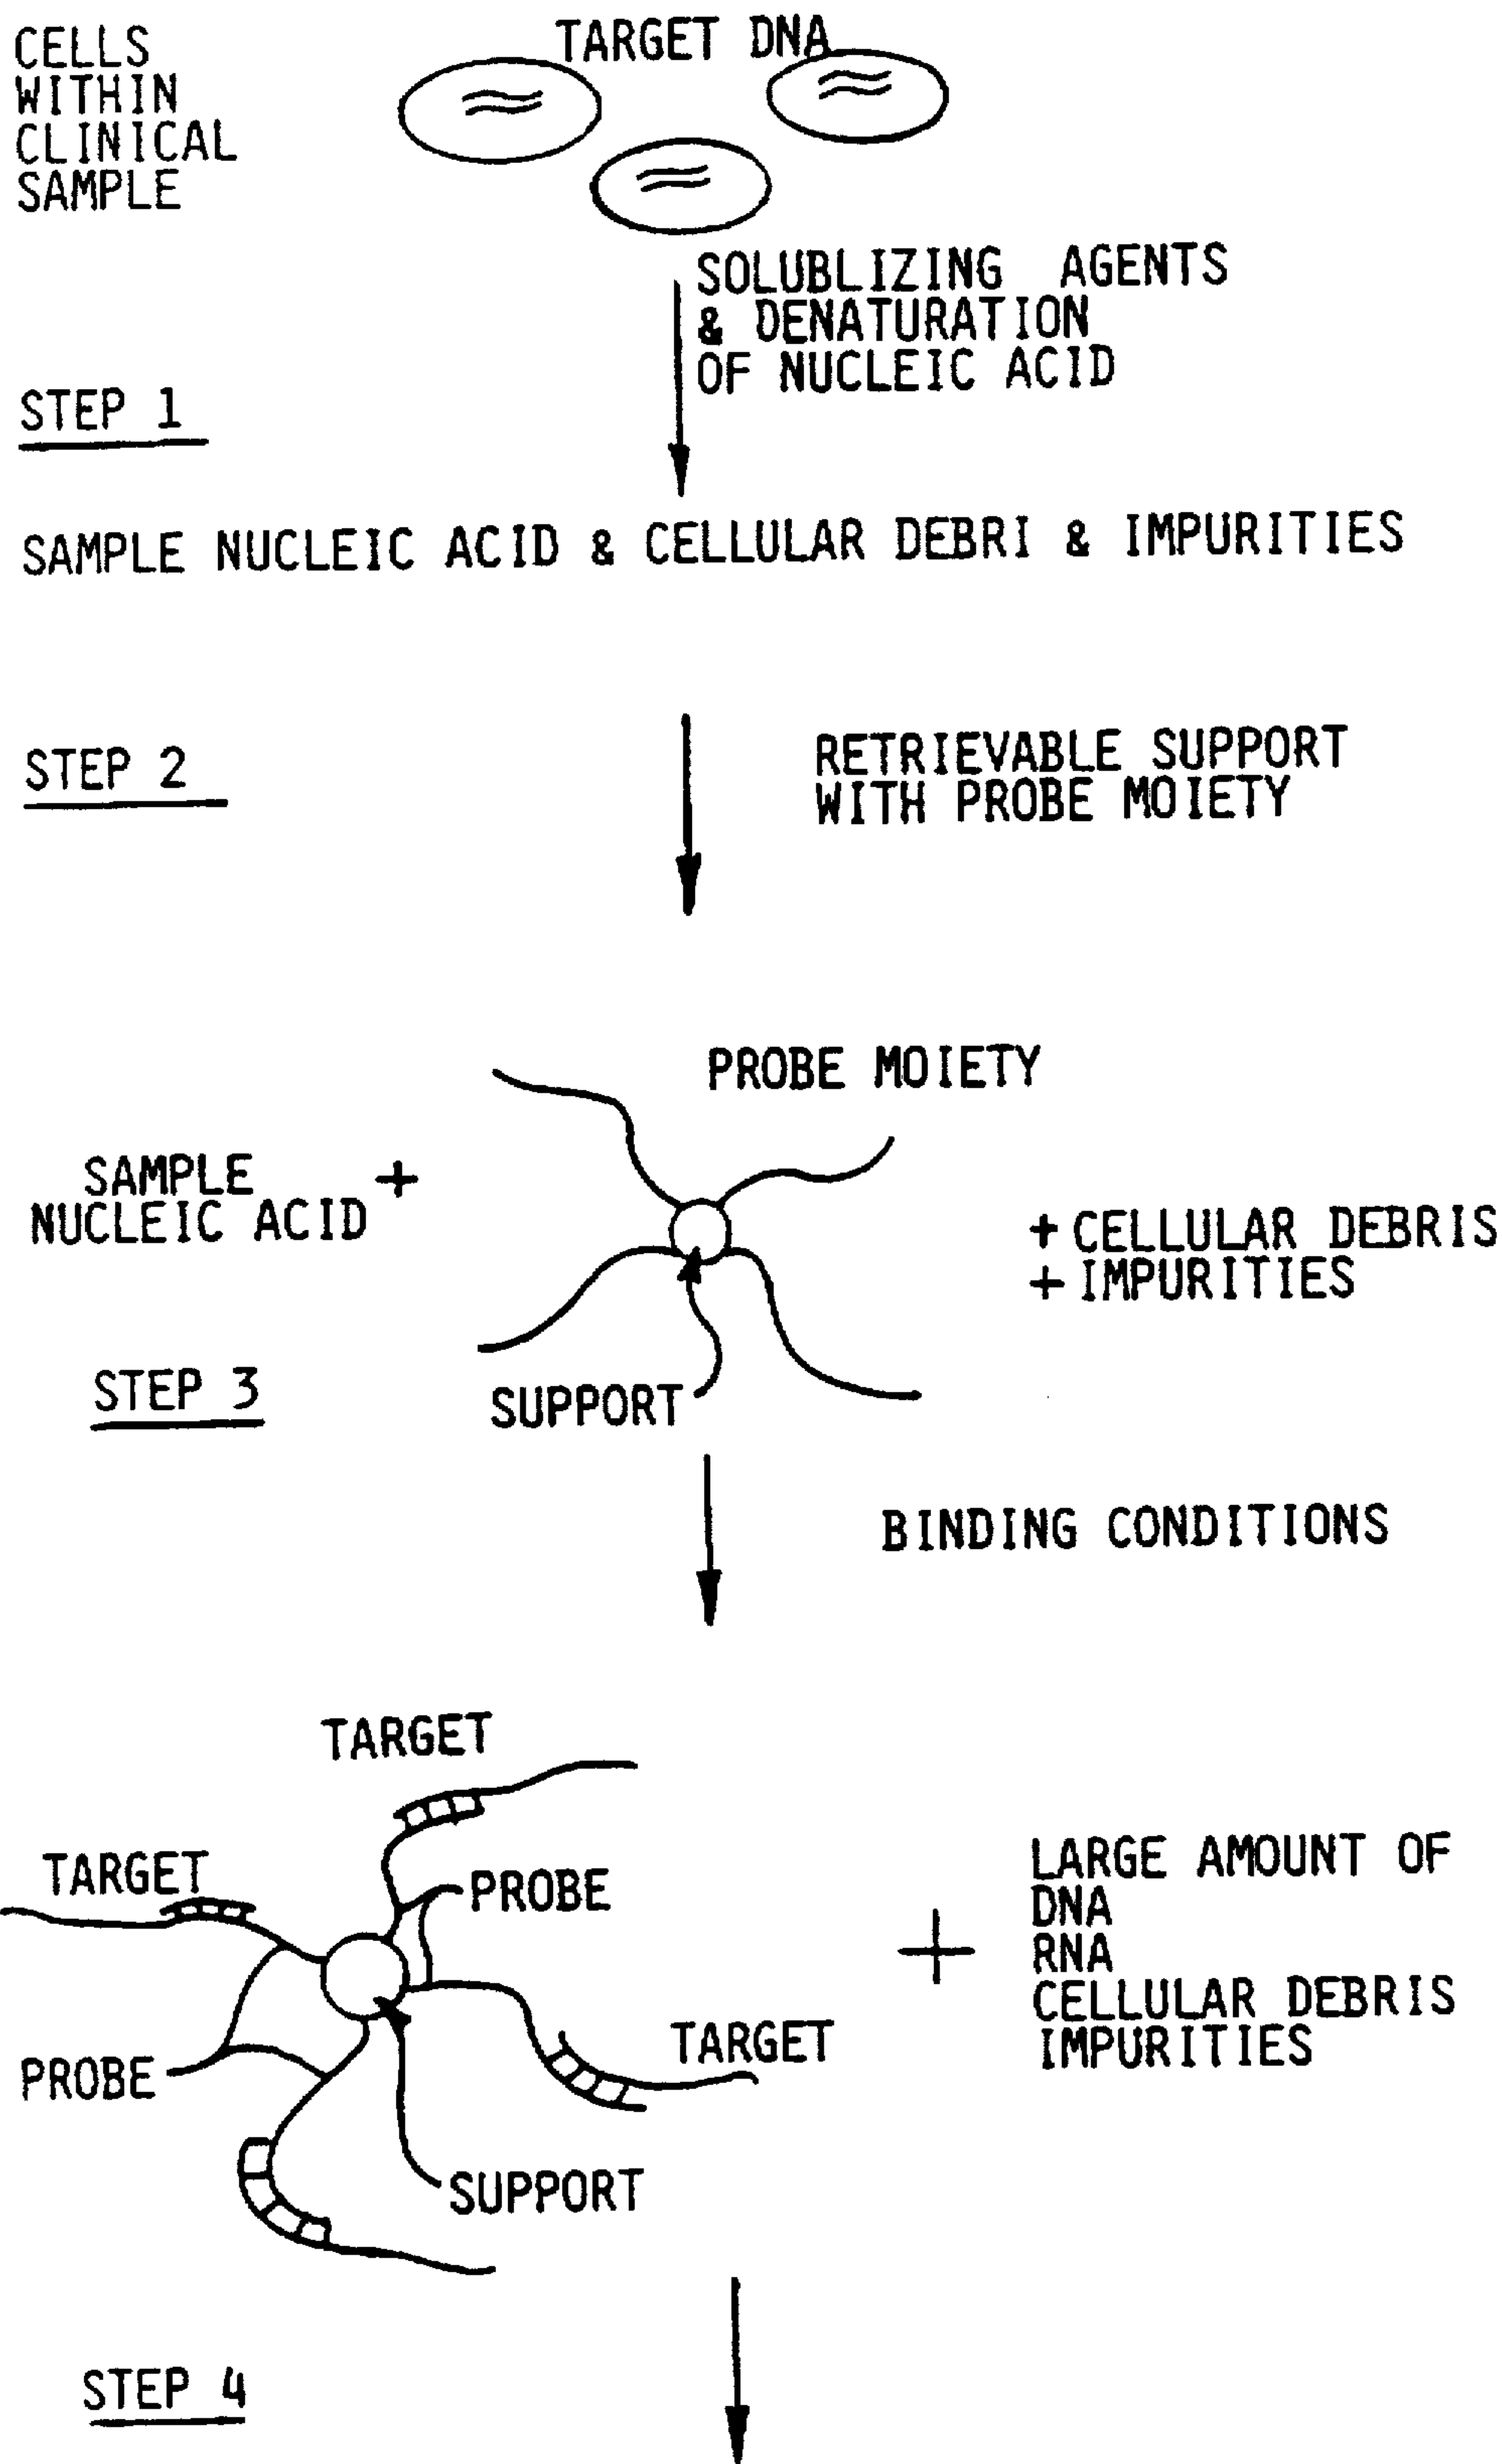 CELLS
WITHIN
CLINICAL
SAMPLE
TARGET DNA
SOLUBLIZING AGENTS
& DENATURATION
OF NUCLEIC ACID
STEP 1
SAMPLE NUCLEIC ACID & CELLULAR DEBRI & IMPURITIES
STEP 2
RETRIEVABLE SUPPORT
WITH PROBE MOIETY
PROBE MOIETY
SAMPLE +
NUCLEIC ACID
+ CELLULAR DEBRIS
+ IMPURITIES
STEP 3
SUPPORT
BINDING CONDITIONS
TARGET
TARGET
PROBE
+
LARGE AMOUNT OF
DNA
RNA
CELLULAR DEBRIS
IMPURITIES
TARGET
PROBE
SUPPORT
STEP 4